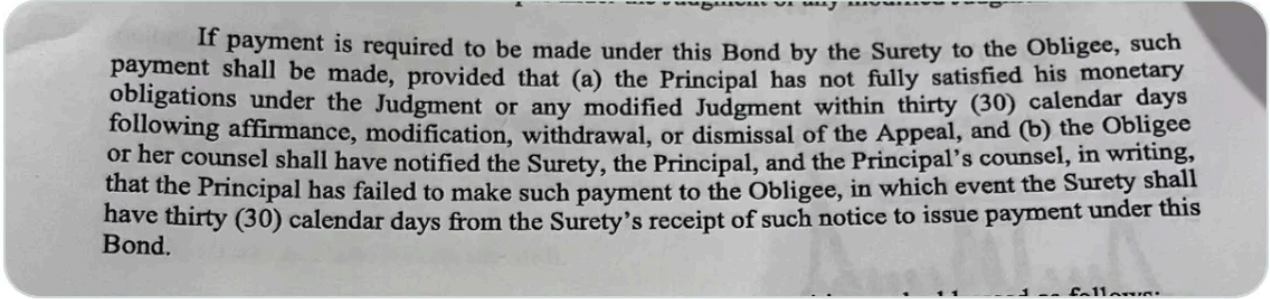 If payment is required to be made under this Bond by the Surety to the Obligee, such
payment shall be made, provided that (a) the Principal has not fully satisfied his monetary
obligations under the Judgment or any modified Judgment within thirty (30) calendar days
following affirmance, modification, withdrawal, or dismissal of the Appeal, and (b) the Obligee
or her counsel shall have notified the Surety, the Principal, and the Principal's counsel, in writing,
that the Principal has failed to make such payment to the Obligee, in which event the Surety shall
have thirty (30) calendar days from the Surety's receipt of such notice to issue payment under this
Bond.